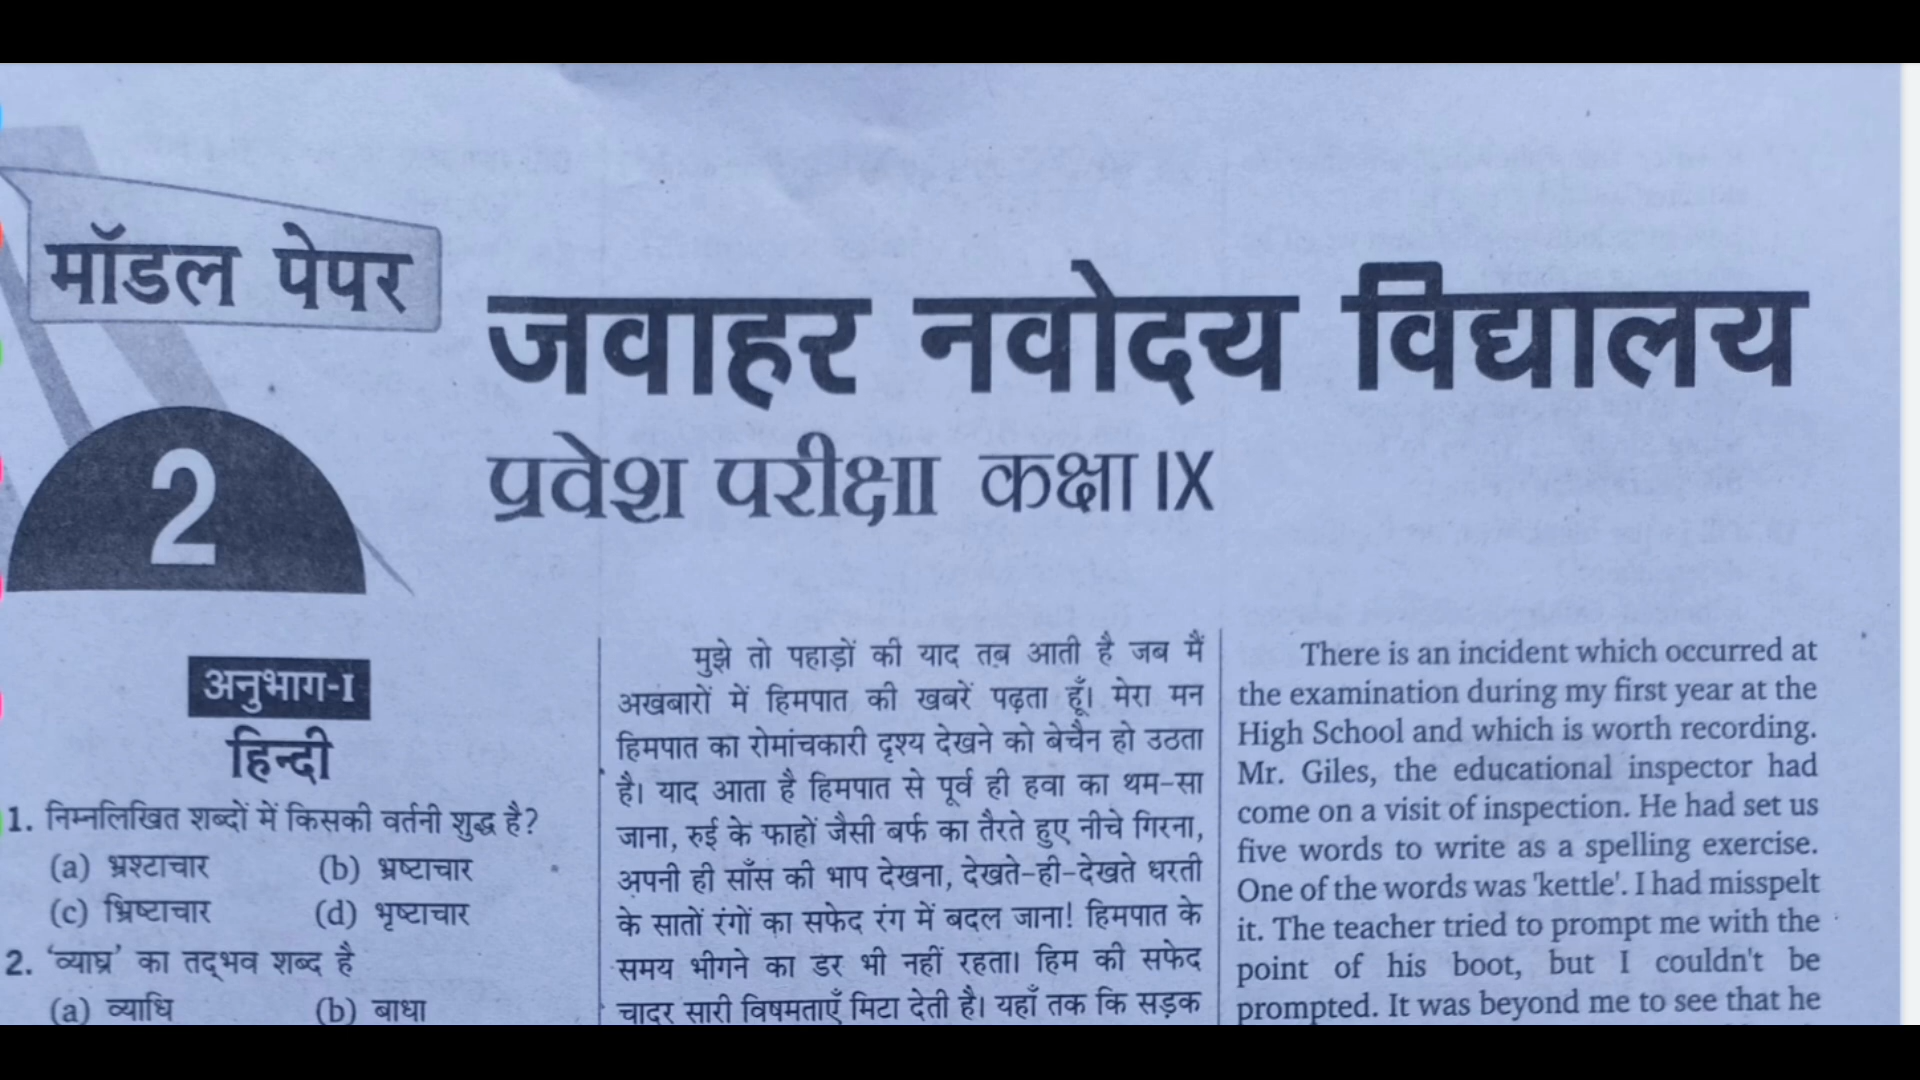 मॉडल पेपर
2
जवाहर नवोदय विद्यालय
प्रवेश परीक्षा कक्षा IX
अनुभाग-I
हिन्दी
1. निम्नलिखित शब्दों में किसकी वर्तनी शुद्ध है?
(a) भ्रश्टाचार (b) भ्रष्टाचार
(c) भ्रिष्टाचार (d) भृष्टाचार
2. 'व्याघ्र' का तद्भव शब्द है
(a) व्याधि (b) बाधा
मुझे तो पहाड़ों की याद तब आती है जब मैं
अखबारों में हिमपात की खबरें पढ़ता हूँ। मेरा मन
हिमपात का रोमांचकारी दृश्य देखने को बेचैन हो उठता
है। याद आता है हिमपात से पूर्व ही हवा का थम-सा
जाना, रुई के फाहों जैसी बर्फ का तैरते हुए नीचे गिरना,
अपनी ही साँस की भाप देखना, देखते-ही-देखते धरती
के सातों रंगों का सफेद रंग में बदल जाना! हिमपात के
समय भीगने का डर भी नहीं रहता। हिम की सफेद
चादर सारी विषमताएँ मिटा देती है। यहाँ तक कि सड़क
There is an incident which occurred at
the examination during my first year at the
High School and which is worth recording.
Mr. Giles, the educational inspector had
come on a visit of inspection. He had set us
five words to write as a spelling exercise.
One of the words was 'kettle'. I had misspelt
it. The teacher tried to prompt me with the
point of his boot, but I couldn't be
prompted. It was beyond me to see that he